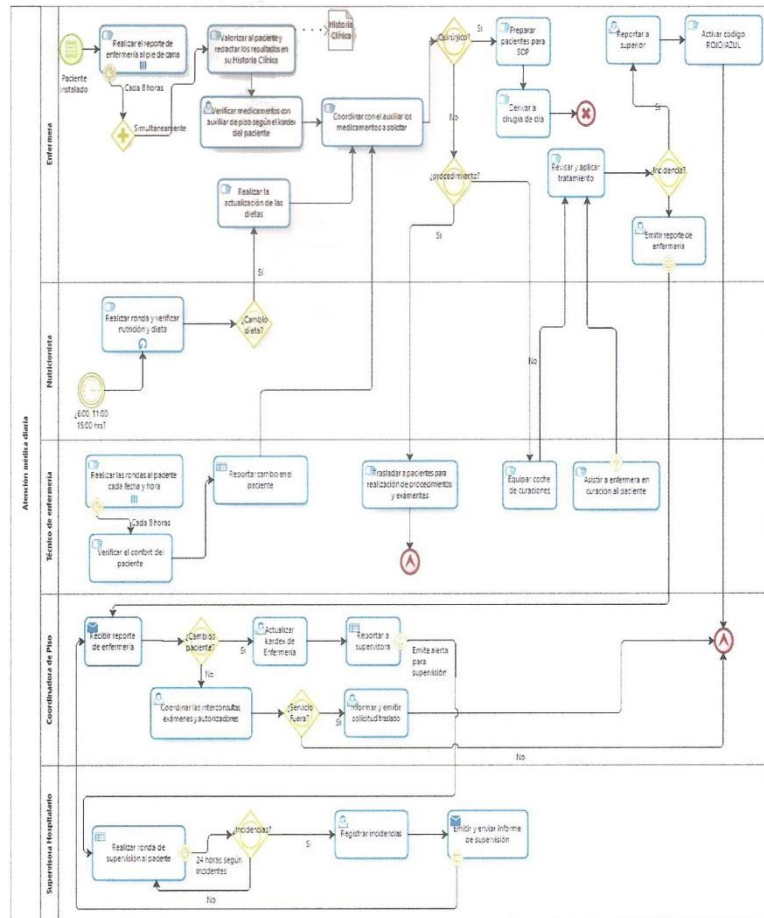 Atención médica diaria
Enfermera
Paciente
instalado
Realizar el reporte de
enfermería al pie de cama
Cada 8 horas
Simultaneamente
Valorizar al paciente y
redactar los resultados en
su Historia Clínica
Historia
Clínica
Verificar medicamentos con
auxiliar de piso según el kardex
del paciente
Coordinar con el auxiliar los
medicamentos a solicitar
Realizar la
actualización de las
dietas
Si
¿Quirúrgico?
Si
No
Preparar
pacientes para
SOP
Derivar a
cirugía de día
¿procedimiento?
Si
Revisar y aplicar
tratamiento
¿Incidencia?
Si
Reportar a
superior
Activar código
ROJO/AZUL
Emitir reporte de
enfermería
Nutricionista
Realizar ronda y verificar
nutrición y dieta
¿Cambio
dieta?
¿6:00, 11:00
15:00 hrs?
No
Técnico de enfermería
Realizar las rondas al paciente
cada fecha y hora
Cada 8 horas
Verificar el confort del
paciente
Reportar cambio en el
paciente
Trasladar a pacientes para
realización de procedimientos
y exámentes
Equipar coche
de curaciones
Asistir a enfermera en
curacion al paciente
Coordinadora de Piso
Recibir reporte
de enfermería
¿Cambios
paciente?
Si
No
Actualizar
kardex de
Enfermería
Reportar a
supervisora
Emite alerta
para
supervisión
Coordinar las interconsultas
exámenes y autorizadores
¿Servicio
fuera?
Si
Informar y emitir
solicitud traslado
No
Supervisora Hospitalario
Realizar ronda de
supervisión al paciente
24 horas según
incidentes
¿Incidencias?
Si
No
Registrar incidencias
Emitir y enviar informe
de supervisión